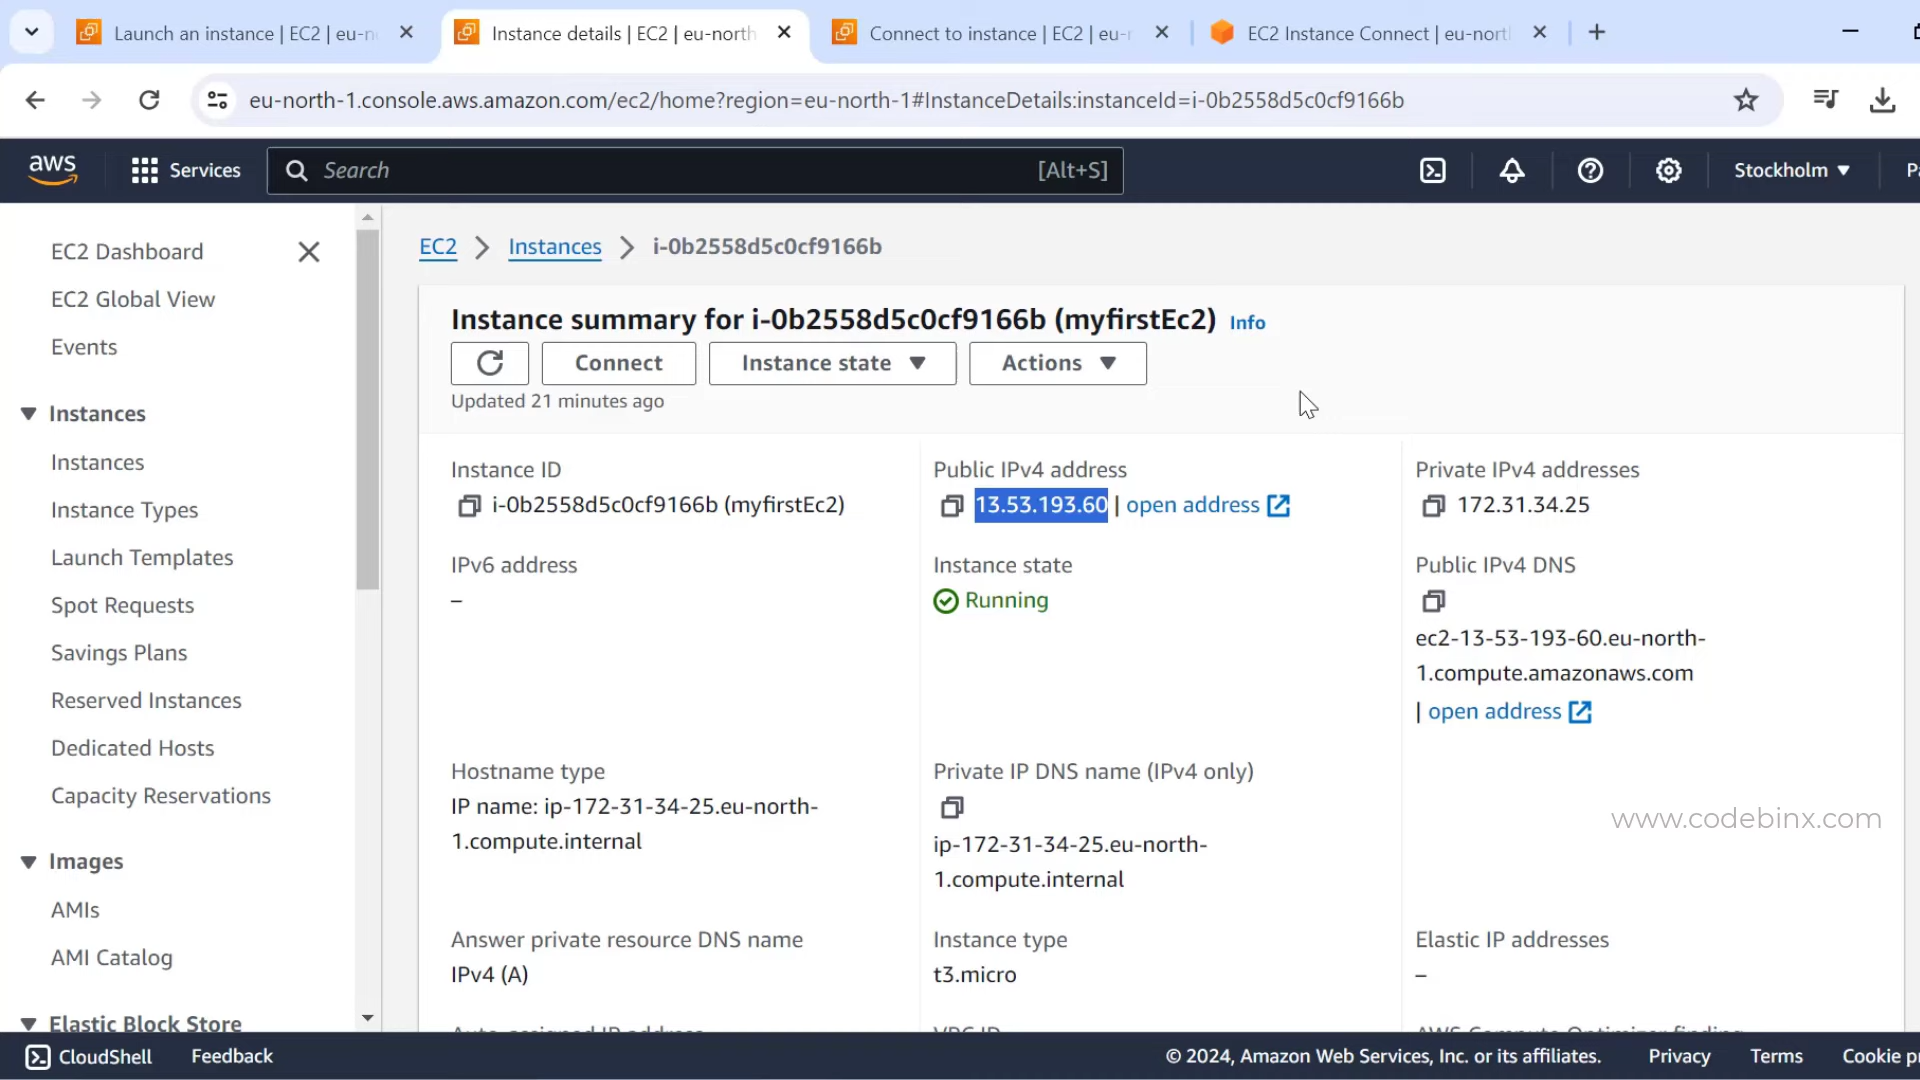 Launch an instance | EC2 | eu-n
Instance details | EC2 | eu-north
Connect to instance | EC2 | eu-
EC2 Instance Connect | eu-nort
eu-north-1.console.aws.amazon.com/ec2/home?region=eu-north-1#InstanceDetails:instanceId=i-0b2558d5c0cf9166b
aws
Services
Search
[Alt+S]
Stockholm
EC2 Dashboard
EC2 Global View
Events
Instances
Instances
Instance Types
Launch Templates
Spot Requests
Savings Plans
Reserved Instances
Dedicated Hosts
Capacity Reservations
Images
AMIs
AMI Catalog
Elastic Block Store
EC2 > Instances > i-0b2558d5c0cf9166b
Instance summary for i-0b2558d5c0cf9166b (myfirstEc2) Info
Connect
Instance state
Actions
Updated 21 minutes ago
Instance ID
i-0b2558d5c0cf9166b (myfirstEc2)
Public IPv4 address
13.53.193.60 | open address
Private IPv4 addresses
172.31.34.25
IPv6 address
–
Instance state
Running
Public IPv4 DNS
ec2-13-53-193-60.eu-north-
1.compute.amazonaws.com
| open address
Hostname type
IP name: ip-172-31-34-25.eu-north-
1.compute.internal
Private IP DNS name (IPv4 only)
ip-172-31-34-25.eu-north-
1.compute.internal
www.codebinx.com
Answer private resource DNS name
IPv4 (A)
Instance type
t3.micro
Elastic IP addresses
–
CloudShell
Feedback
© 2024, Amazon Web Services, Inc. or its affiliates.
Privacy
Terms
Cookie